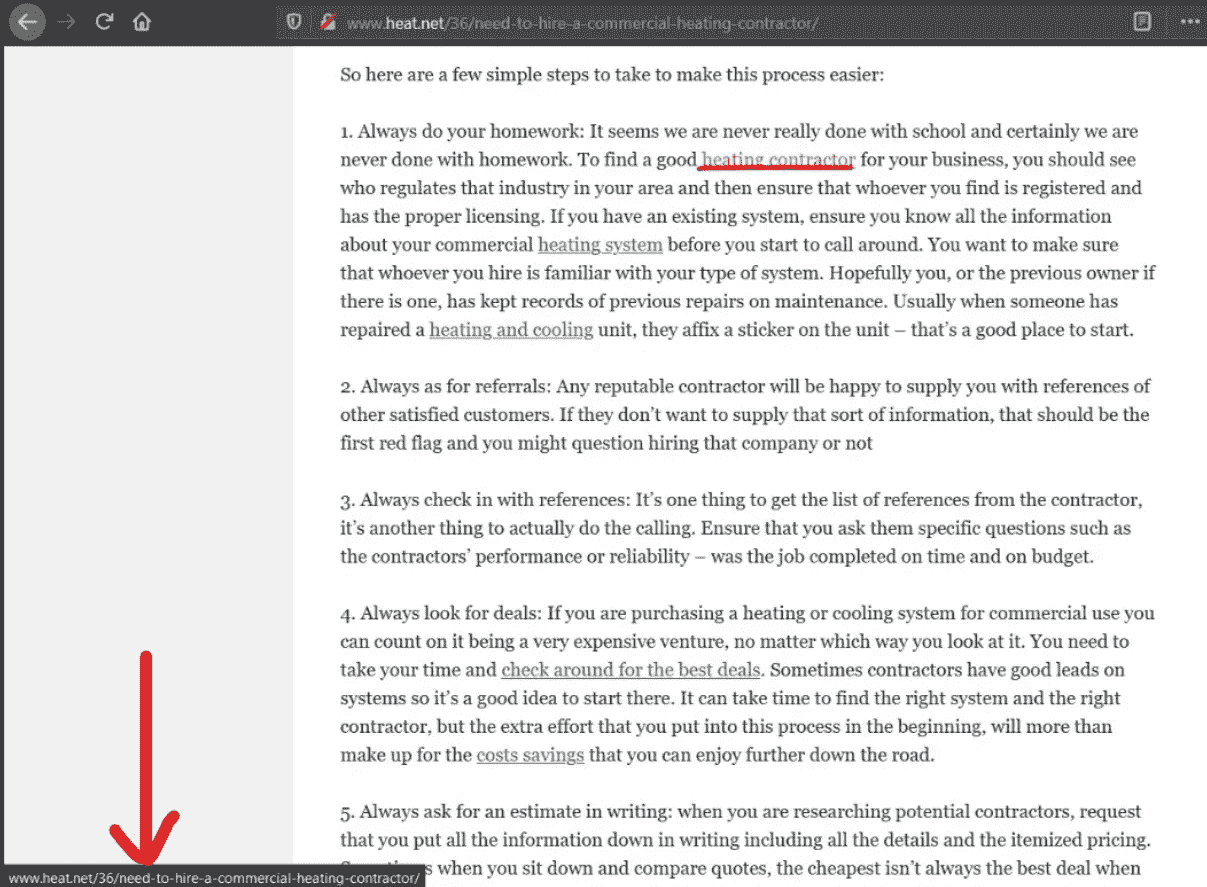 www.heat.net/36/need-to-hire-a-commercial-heating-contractor/
So here are a few simple steps to take to make this process easier:
1. Always do your homework: It seems we are never really done with school and certainly we are
never done with homework. To find a good heating contractor for your business, you should see
who regulates that industry in your area and then ensure that whoever you find is registered and
has the proper licensing. If you have an existing system, ensure you know all the information
about your commercial heating system before you start to call around. You want to make sure
that whoever you hire is familiar with your type of system. Hopefully you, or the previous owner if
there is one, has kept records of previous repairs on maintenance. Usually when someone has
repaired a heating and cooling unit, they affix a sticker on the unit – that's a good place to start.
2. Always as for referrals: Any reputable contractor will be happy to supply you with references of
other satisfied customers. If they don't want to supply that sort of information, that should be the
first red flag and you might question hiring that company or not
3. Always check in with references: It's one thing to get the list of references from the contractor,
it's another thing to actually do the calling. Ensure that you ask them specific questions such as
the contractors' performance or reliability – was the job completed on time and on budget.
4. Always look for deals: If you are purchasing a heating or cooling system for commercial use you
can count on it being a very expensive venture, no matter which way you look at it. You need to
take your time and check around for the best deals. Sometimes contractors have good leads on
systems so it's a good idea to start there. It can take time to find the right system and the right
contractor, but the extra effort that you put into this process in the beginning, will more than
make up for the costs savings that you can enjoy further down the road.
5. Always ask for an estimate in writing: when you are researching potential contractors, request
that you put all the information down in writing including all the details and the itemized pricing.
when you sit down and compare quotes, the cheapest isn't always the best deal when
www.heat.net/36/need-to-hire-a-commercial-heating-contractor/